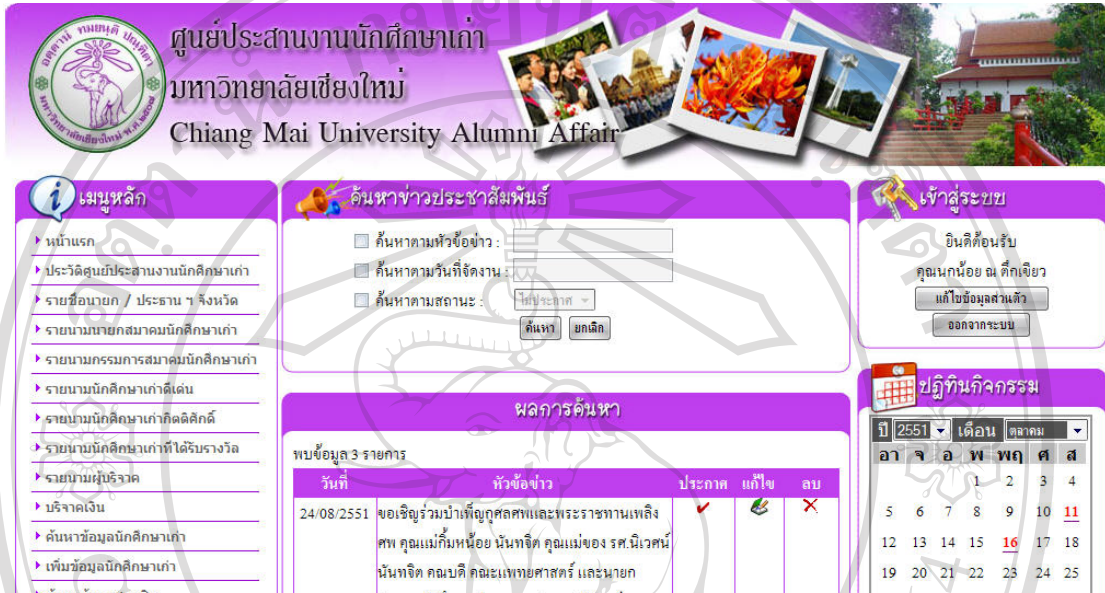 ศูนย์ประสานงานนักศึกษาเก่า
มหาวิทยาลัยเชียงใหม่
Chiang Mai University Alumni Affair
เมนูหลัก
หน้าแรก
ประวัติศูนย์ประสานงานนักศึกษาเก่า
รายชื่อนายก / ประธาน ฯ จังหวัด
รายนามนายกสมาคมนักศึกษาเก่า
รายนามกรรมการสมาคมนักศึกษาเก่า
รายนามนักศึกษาเก่าดีเด่น
รายนามนักศึกษาเก่ากิตติศักดิ์
รายนามนักศึกษาเก่าที่ได้รับรางวัล
รายนามผู้บริจาค
บริจาคเงิน
ค้นหาข้อมูลนักศึกษาเก่า
เพิ่มข้อมูลนักศึกษาเก่า
ค้นหาข่าวประชาสัมพันธ์
ค้นหาตามหัวข้อข่าว :
ค้นหาตามวันที่จัดงาน :
ค้นหาตามสถานะ : ไม่ประกาศ
ค้นหา ยกเลิก
ผลการค้นหา
พบข้อมูล 3 รายการ
วันที่ หัวข้อข่าว ประกาศ แก้ไข ลบ
24/08/2551 ขอเชิญร่วมบำเพ็ญกุศลศพและพระราชทานเพลิง
ศพ คุณแม่กิ้มหน้อย นันทจิต คุณแม่ของ รศ.นิเวศน์
นันทจิต คณบดี คณะแพทยศาสตร์ และนายก
เข้าสู่ระบบ
ยินดีต้อนรับ
คุณนกน้อย ณ ตึกเขียว
แก้ไขข้อมูลส่วนตัว
ออกจากระบบ
ปฏิทินกิจกรรม
ปี 2551 เดือน ตุลาคม
อา จ อ พ พฤ ศ ส
1 2 3 4
5 6 7 8 9 10 11
12 13 14 15 16 17 18
19 20 21 22 23 24 25